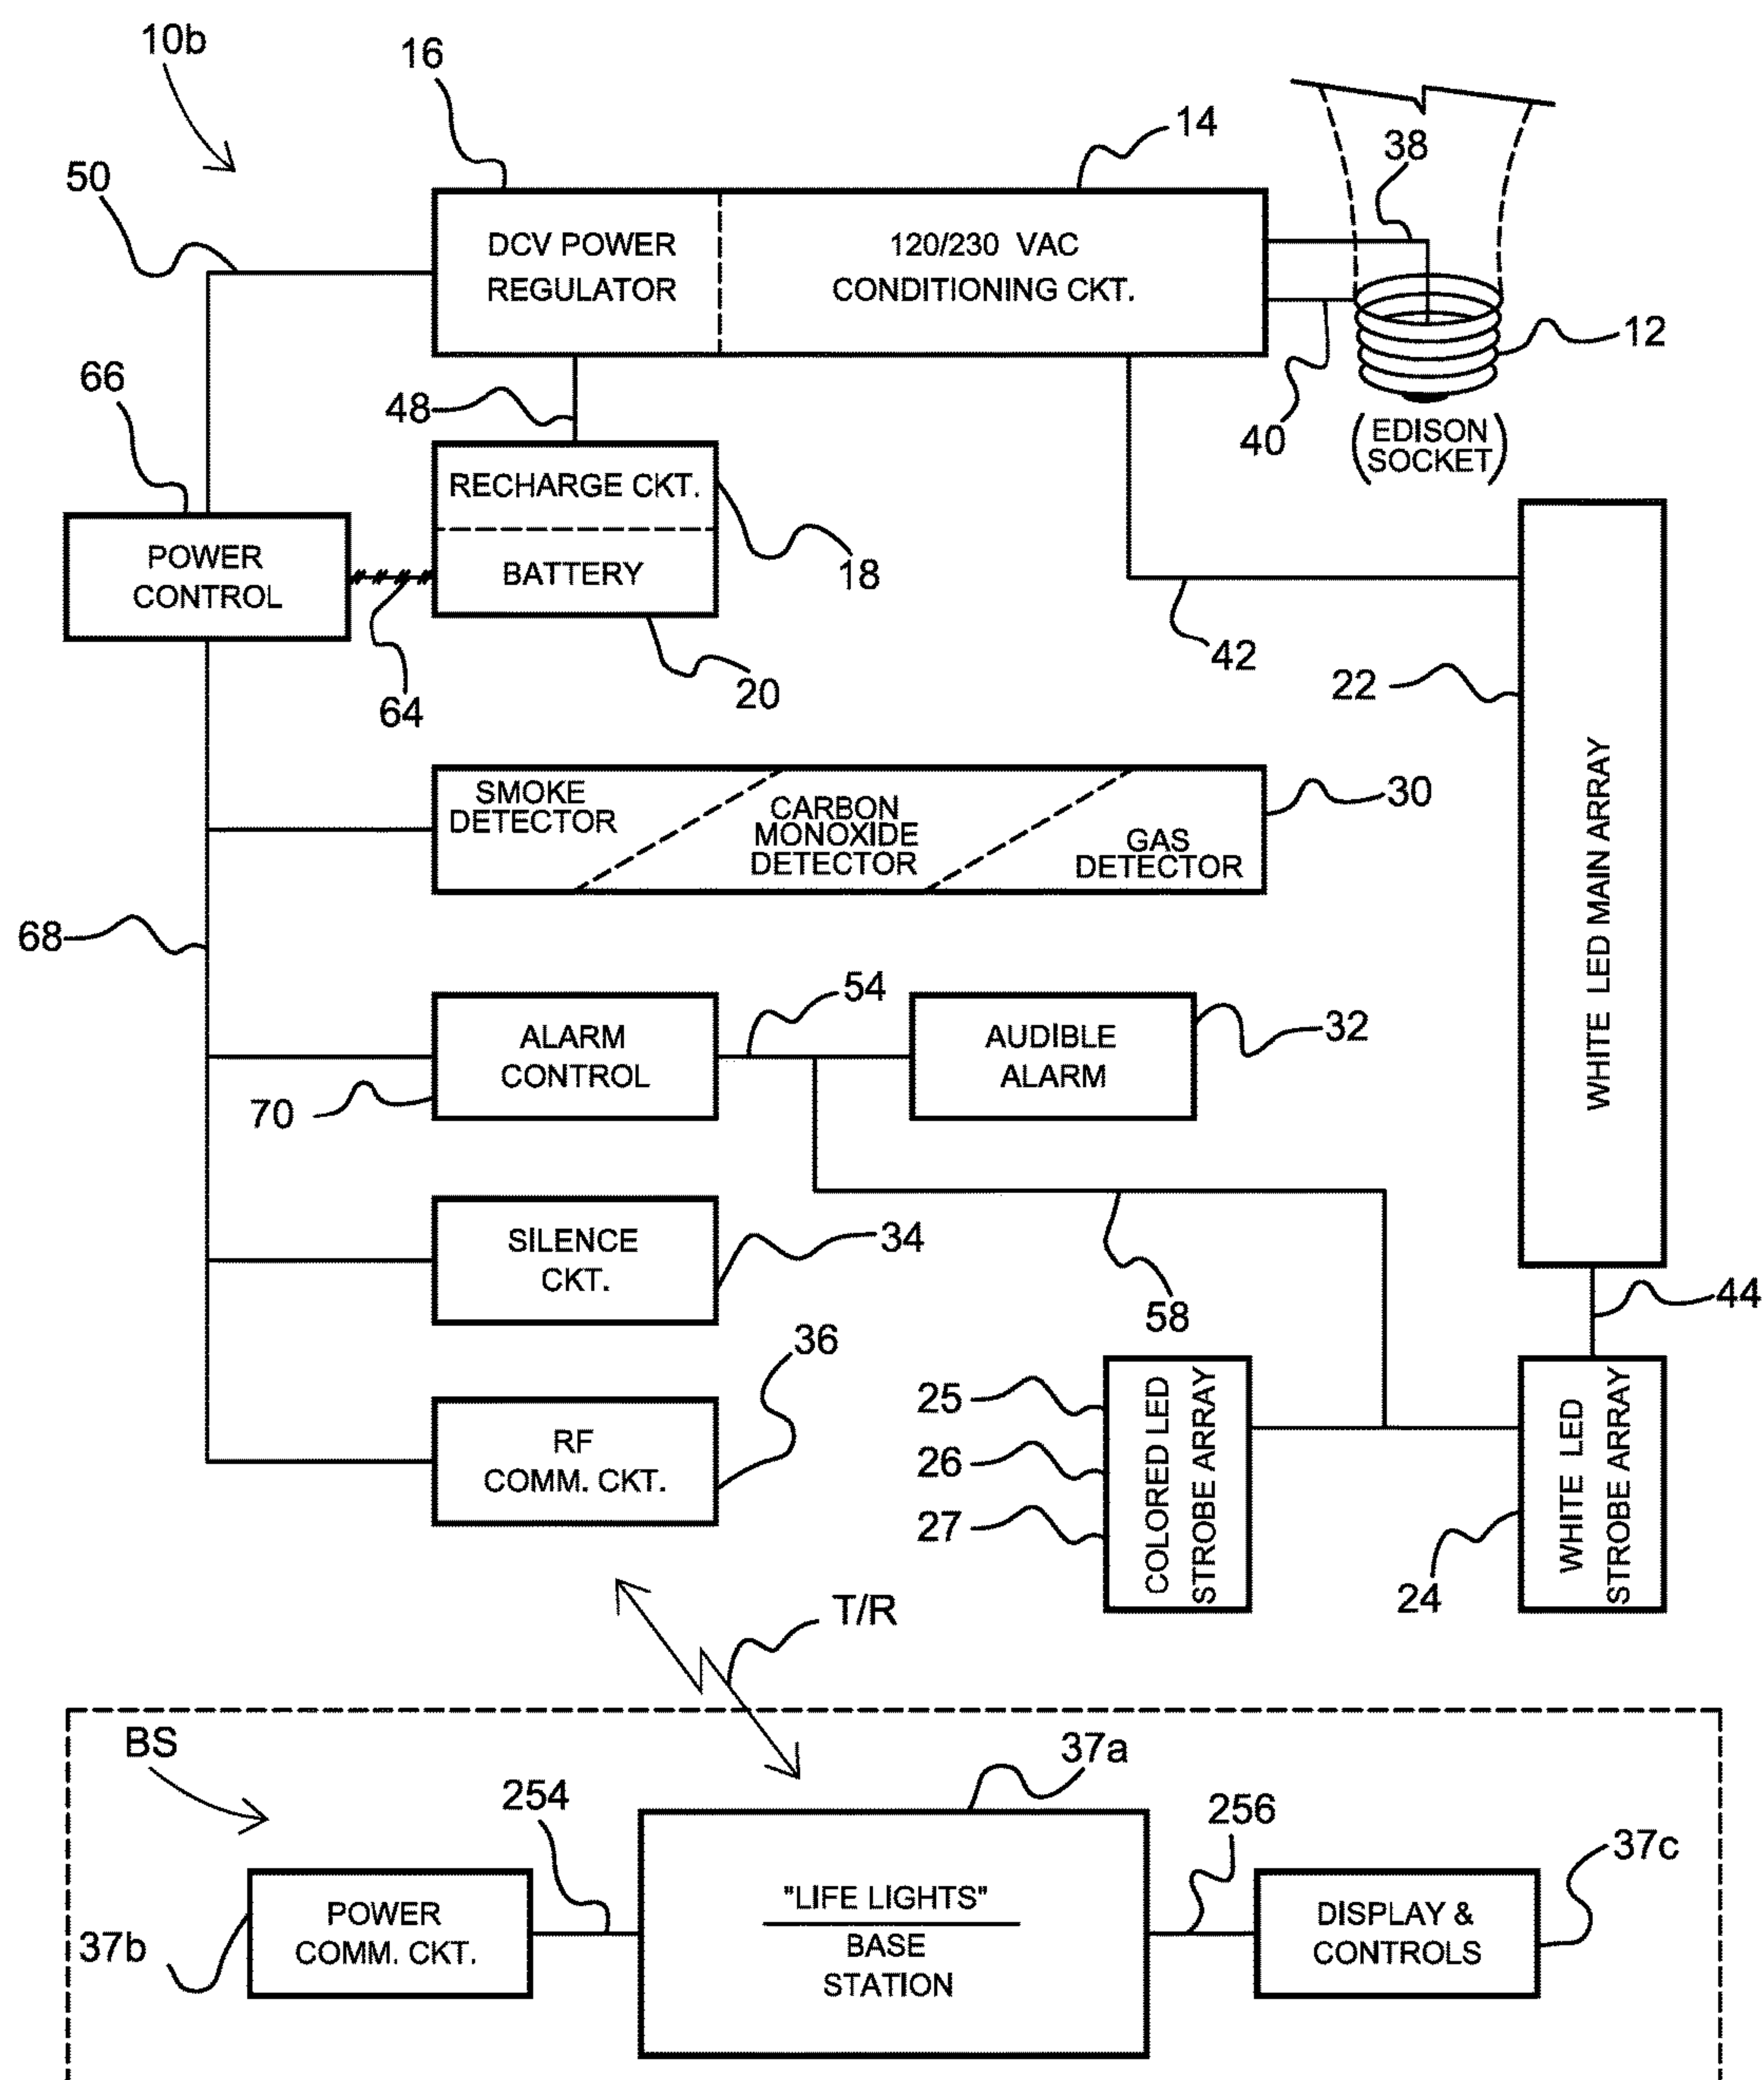 10b
16
14
38
50
DCV POWER
REGULATOR
120/230 VAC
CONDITIONING CKT.
12
66
48
40
(EDISON
SOCKET)
RECHARGE CKT.
18
POWER
CONTROL
BATTERY
64
20
42
22
WHITE LED MAIN ARRAY
SMOKE
DETECTOR
CARBON
MONOXIDE
DETECTOR
GAS
DETECTOR
30
68
54
ALARM
CONTROL
AUDIBLE
ALARM
32
70
SILENCE
CKT.
34
58
44
36
RF
COMM. CKT.
25
26
27
COLORED LED
STROBE ARRAY
WHITE LED
STROBE ARRAY
24
T/R
BS
37a
254
256
37c
POWER
COMM. CKT.
37b
"LIFE LIGHTS"
BASE
STATION
DISPLAY &
CONTROLS